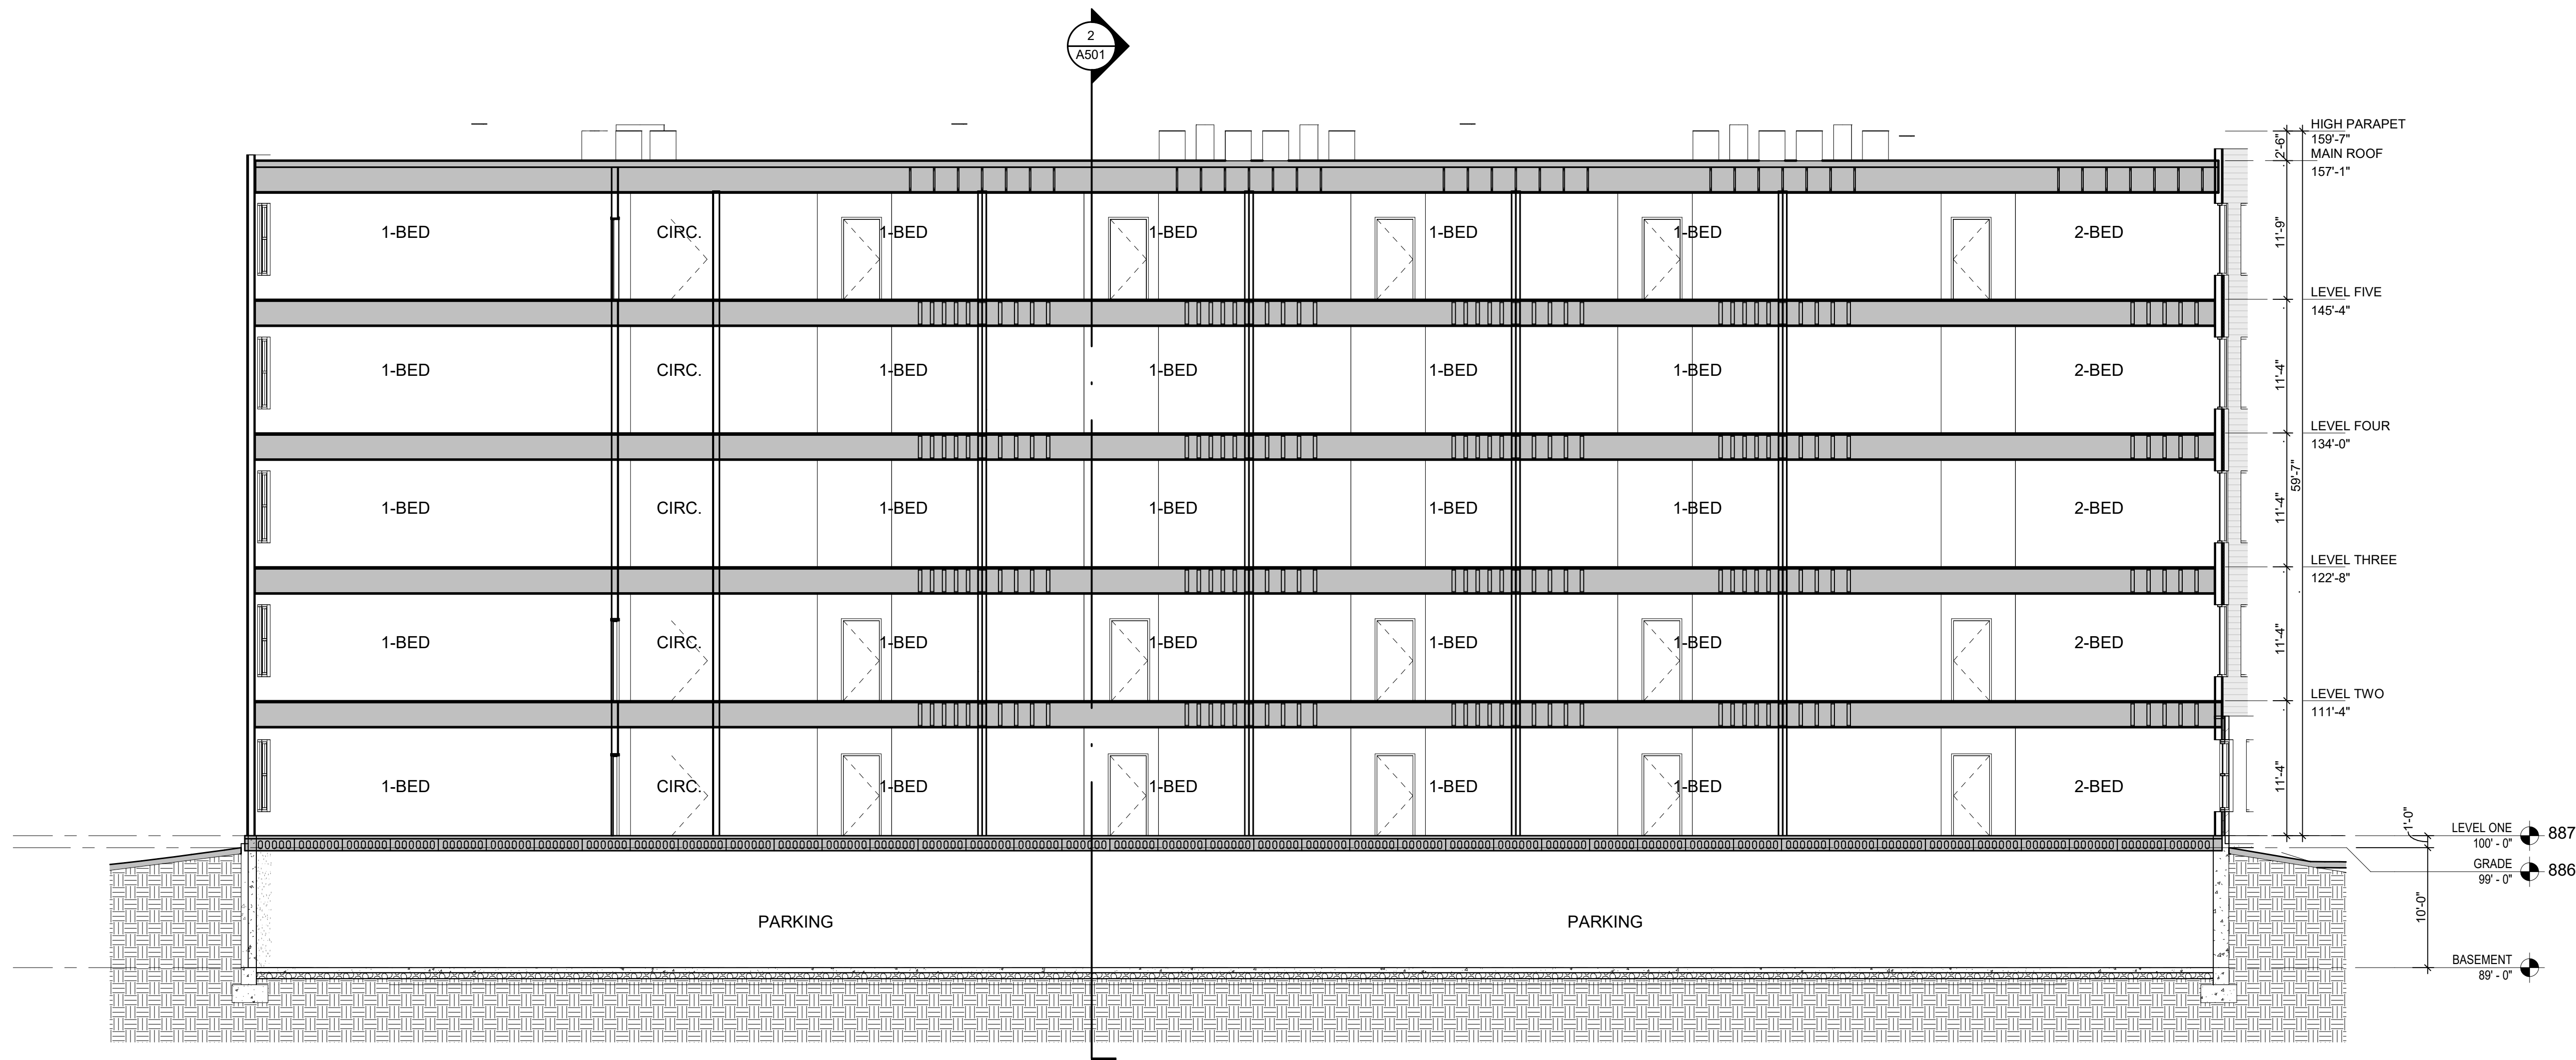 2
A501
HIGH PARAPET
159'-7"
2'-6"
MAIN ROOF
157'-1"
1-BED CIRC. 1-BED 1-BED 1-BED 1-BED 2-BED
11'-9"
LEVEL FIVE
145'-4"
1-BED CIRC. 1-BED 1-BED 1-BED 1-BED 2-BED
11'-4"
LEVEL FOUR
134'-0"
59'-7"
1-BED CIRC. 1-BED 1-BED 1-BED 1-BED 2-BED
11'-4"
LEVEL THREE
122'-8"
1-BED CIRC. 1-BED 1-BED 1-BED 1-BED 2-BED
11'-4"
LEVEL TWO
111'-4"
1-BED CIRC. 1-BED 1-BED 1-BED 1-BED 2-BED
11'-4"
1'-0"
LEVEL ONE 887
100' - 0"
GRADE 886
99' - 0"
PARKING PARKING
10'-0"
BASEMENT
89' - 0"